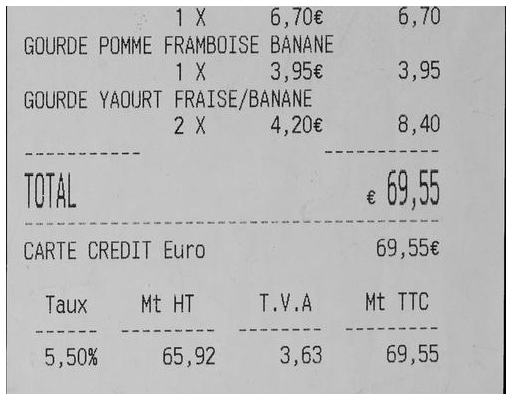 1 X 6,70€ 6,70
GOURDE POMME FRAMBOISE BANANE
1 X 3,95€ 3,95
GOURDE YAOURT FRAISE/BANANE
2 X 4,20€ 8,40
----------- -----------
TOTAL € 69,55
----------------------------------------
CARTE CREDIT Euro 69,55€
Taux Mt HT T.V.A Mt TTC
------ --------- -------- ---------
5,50% 65,92 3,63 69,55